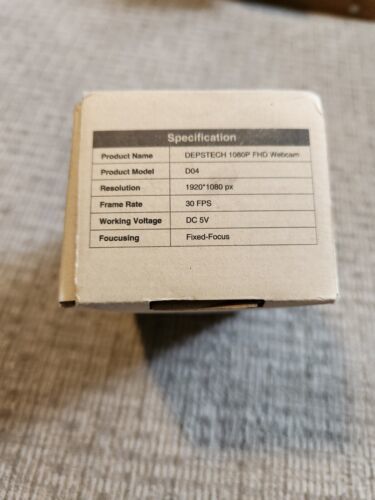 Specification
Product Name DEPSTECH 1080P FHD Webcam
Product Model D04
Resolution 1920*1080 px
Frame Rate 30 FPS
Working Voltage DC 5V
Foucusing Fixed-Focus